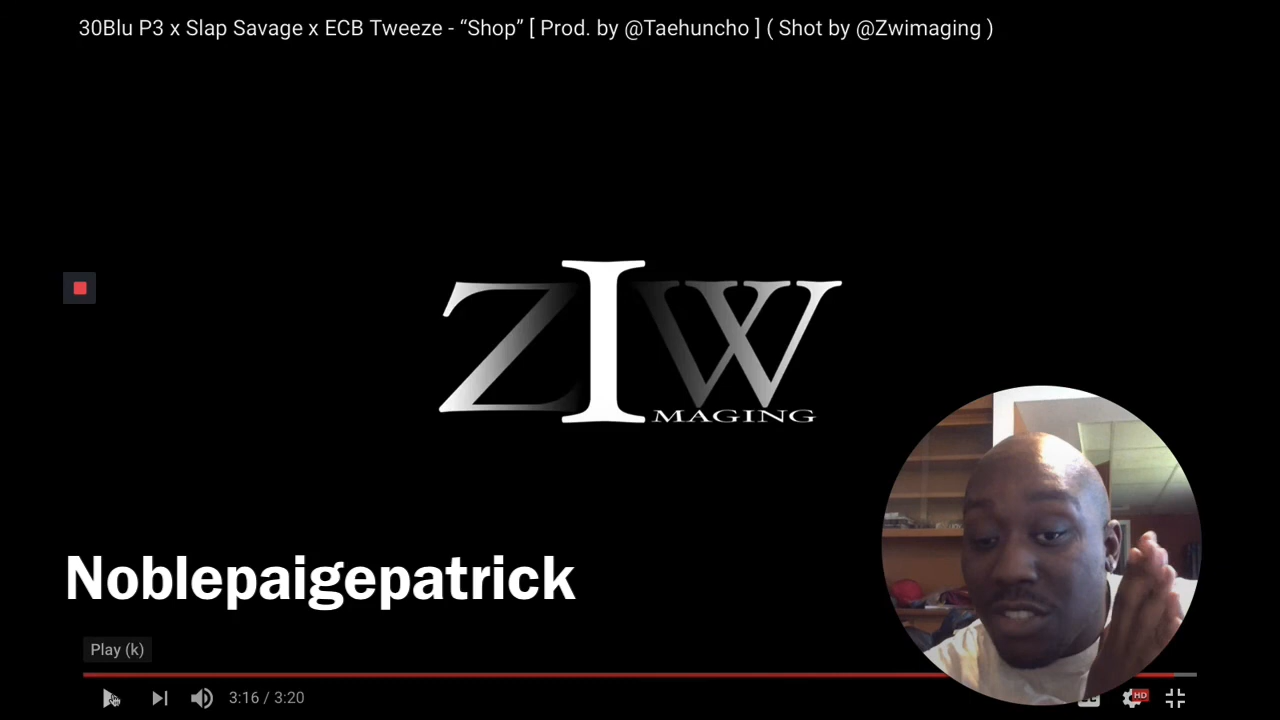 30Blu P3 x Slap Savage x ECB Tweeze - “Shop” [ Prod. by @Taehuncho ] ( Shot by @Zwimaging )
ZIW
MAGING
Noblepaigepatrick
Play (k)
3:16 / 3:20
HD